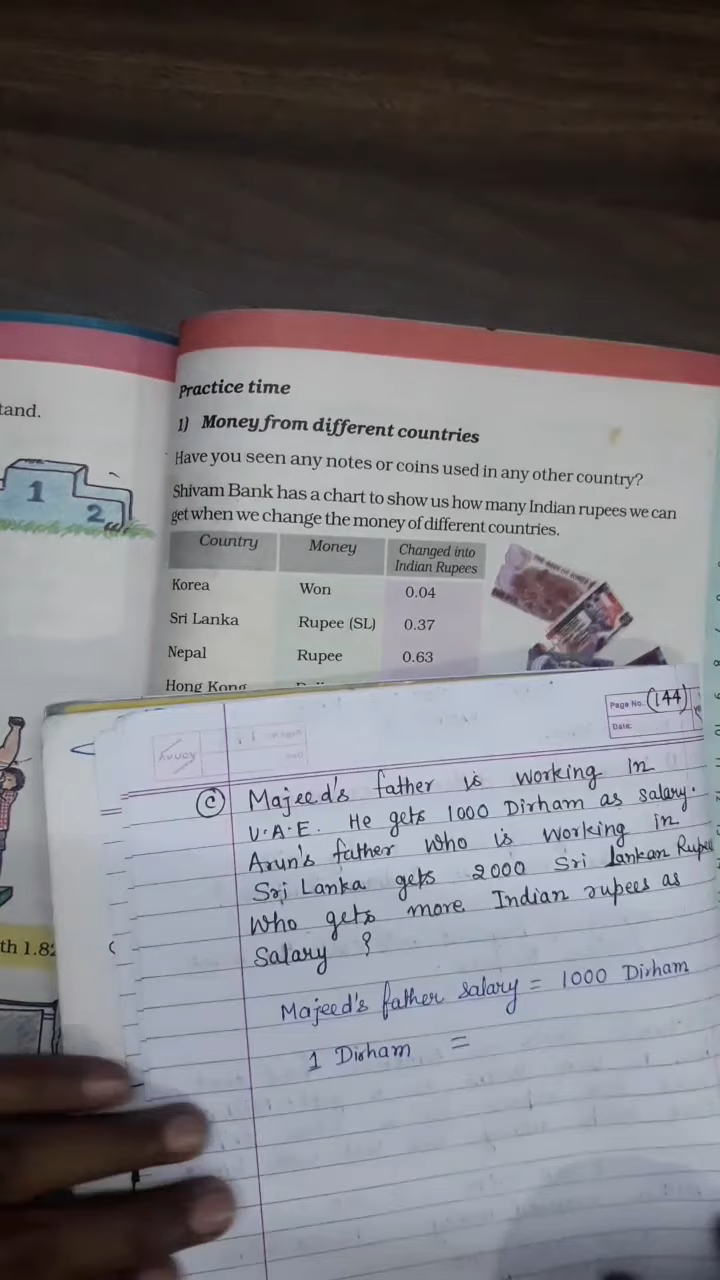 tand.
1
2
Practice time
1) Money from different countries
Have you seen any notes or coins used in any other country?
Shivam Bank has a chart to show us how many Indian rupees we can
get when we change the money of different countries.
Country Money Changed into
Indian Rupees
Korea Won 0.04
Sri Lanka Rupee (SL) 0.37
Nepal Rupee 0.63
Hong Kong
Page No. 144
Date:
(C) Majeed's father is working in
U.A.E. He gets 1000 Dirham as salary.
Arun's father who is working in
Sri Lanka gets 2000 Sri Lankan Rupee
Who gets more Indian rupees as
Salary ?
th 1.82
Majeed's father salary = 1000 Dirham
1 Dirham =